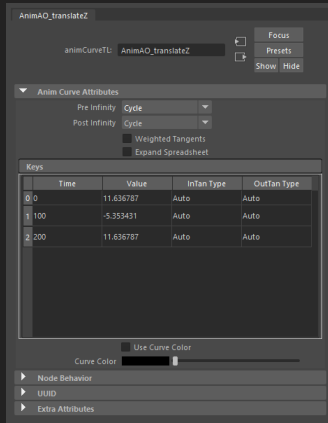 AnimAO_translateZ
Focus
animCurveTL: AnimAO_translateZ
Presets
Show Hide
Anim Curve Attributes
Pre Infinity Cycle
Post Infinity Cycle
Weighted Tangents
Expand Spreadsheet
Keys
Time Value InTan Type OutTan Type
0 0 11.636787 Auto Auto
1 100 -5.353431 Auto Auto
2 200 11.636787 Auto Auto
Use Curve Color
Curve Color
Node Behavior
UUID
Extra Attributes